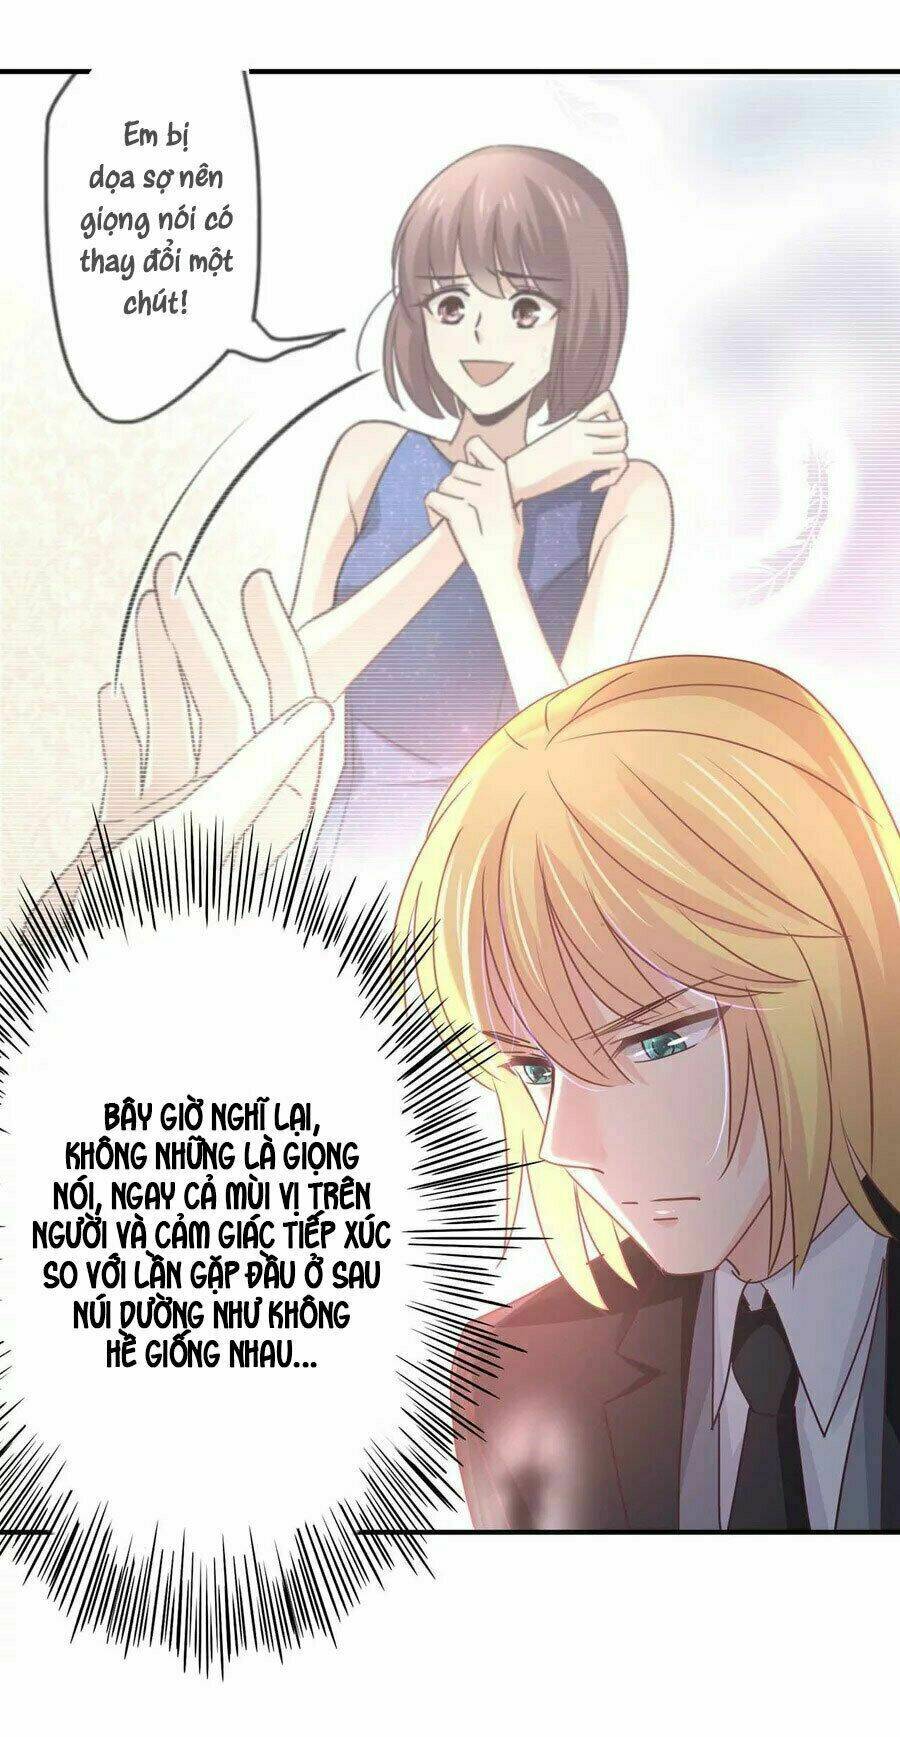 Em bị
dọa sợ nên
giọng nói có
thay đổi một
chút!
BÂY GIỜ NGHĨ LẠI,
KHÔNG NHỮNG LÀ GIỌNG
NÓI, NGAY CẢ MÙI VỊ TRÊN
NGƯỜI VÀ CẢM GIÁC TIẾP XÚC
SO VỚI LẦN GẶP ĐẦU Ở SAU
NÚI DƯỜNG NHƯ KHÔNG
HỀ GIỐNG NHAU...